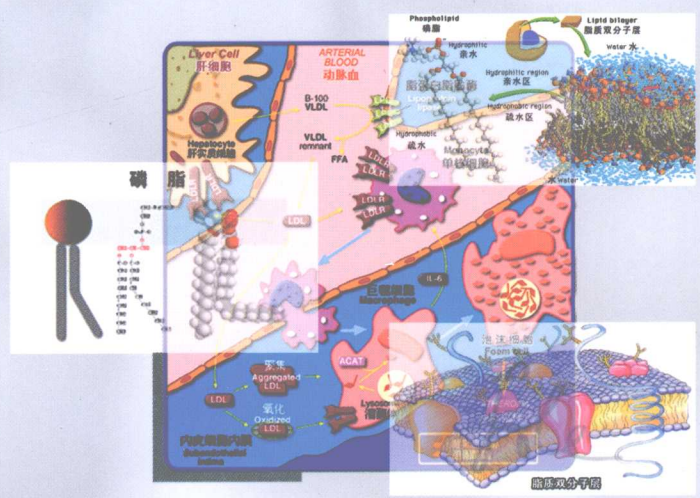 Phospholipid
磷脂
Hydrophilic
亲水
Lipid bilayer
脂质双分子层
Water 水
Hydrophilic region
亲水区
Hydrophobic region
疏水区
Hydrophobic
疏水
水 Water
Liver Cell
肝细胞
ARTERIAL
BLOOD
动脉血
B-100
VLDL
VLDL
remnant
FFA
Hepatocyte
肝实质细胞
Monocyte
单核细胞
LDLR
LDLR
LDLR
LDLR
磷 脂
LDL
IL-6
巨噬细胞
Macrophage
泡沫细胞
Foam
ACAT
聚集
Aggregated
LDL
LDL
氧化
Oxidized
LDL
内皮细胞内膜
Subendothelial
intima
脂质双分子层